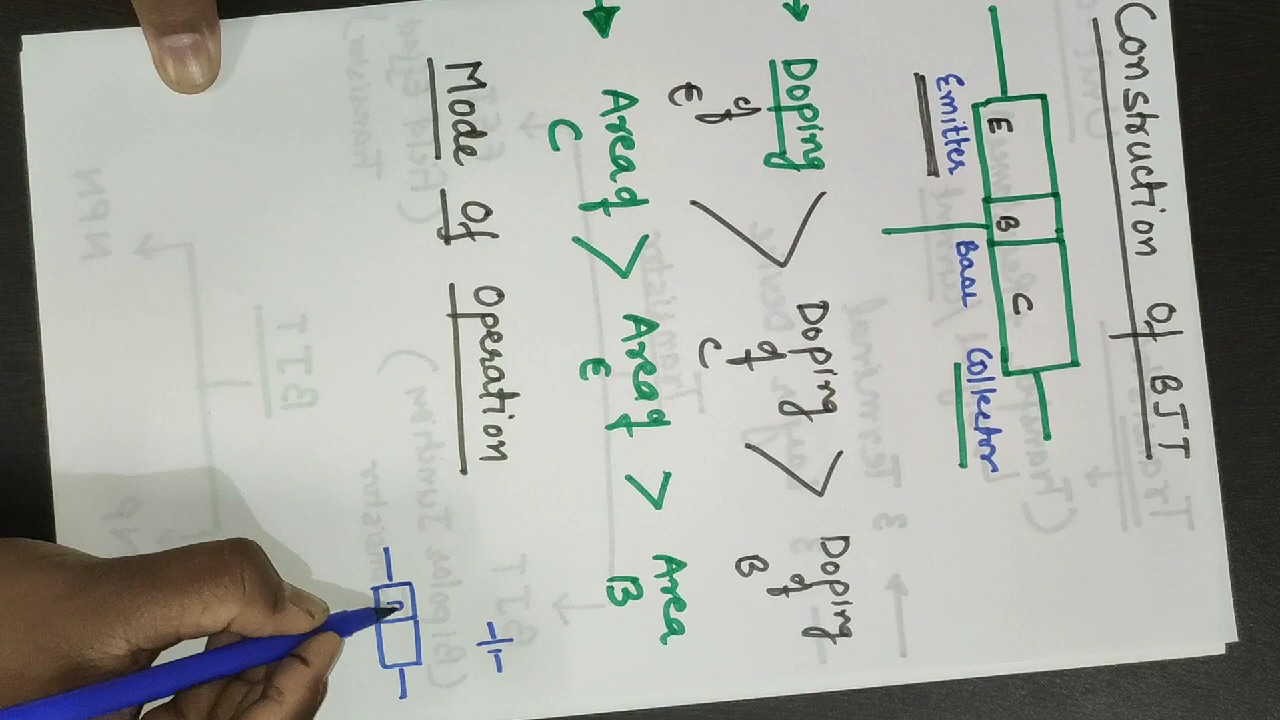 Construction Of BJT
E B C
Emitter Base Collector
Doping of E > Doping of C > Doping of B
Area of C > Area of E > Area B
Mode Of Operation